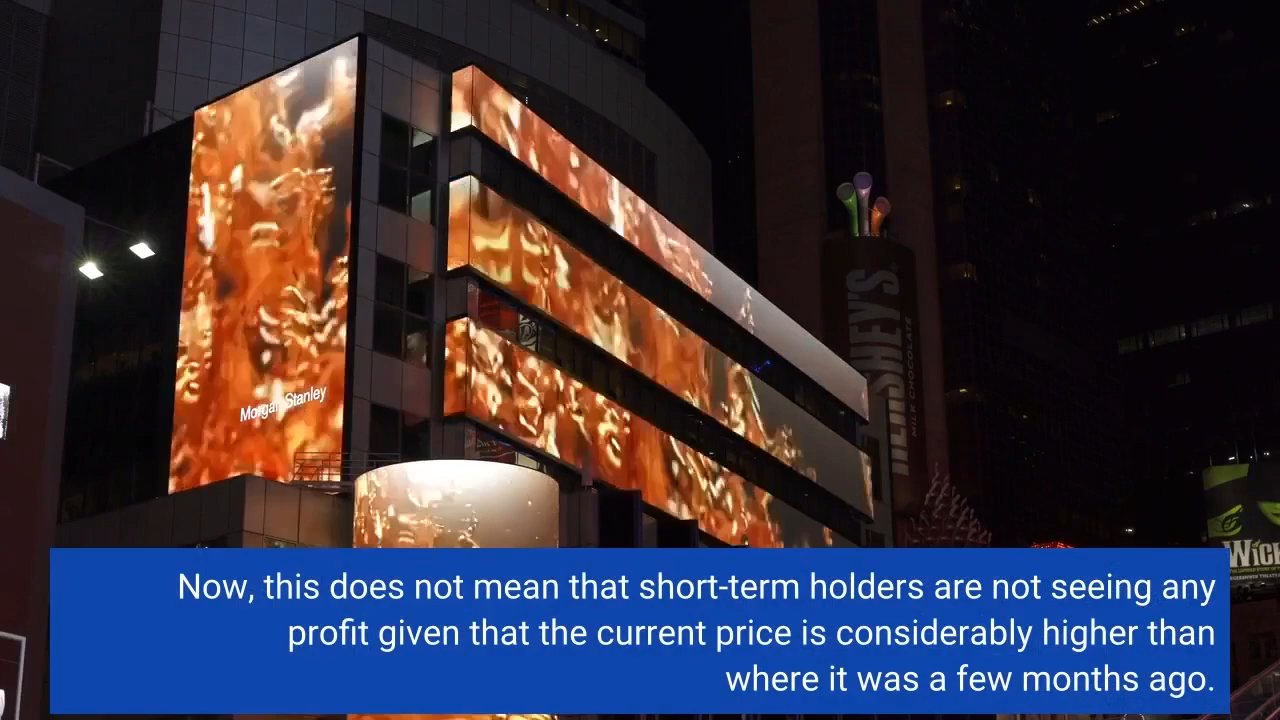 Morgan Stanley
HERSHEY'S
MILK CHOCOLATE
Now, this does not mean that short-term holders are not seeing any
profit given that the current price is considerably higher than
where it was a few months ago.